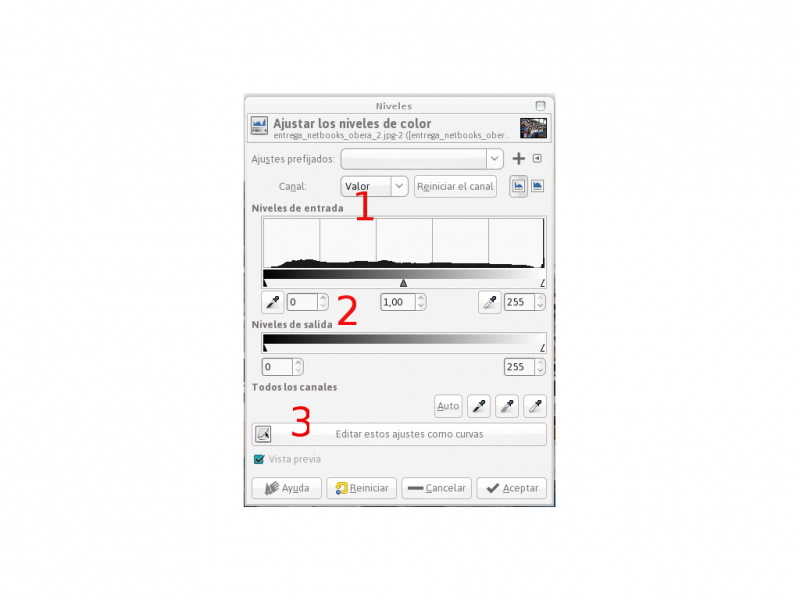 Niveles
Ajustar los niveles de color
entrega_netbooks_obera_2.jpg-2 ([entrega_netbooks_ober...
Ajustes prefijados:
Canal: Valor Reiniciar el canal
1
Niveles de entrada
0 1,00 255
2
Niveles de salida
0 255
Todos los canales
Auto
3
Editar estos ajustes como curvas
Vista previa
Ayuda Reiniciar Cancelar Aceptar